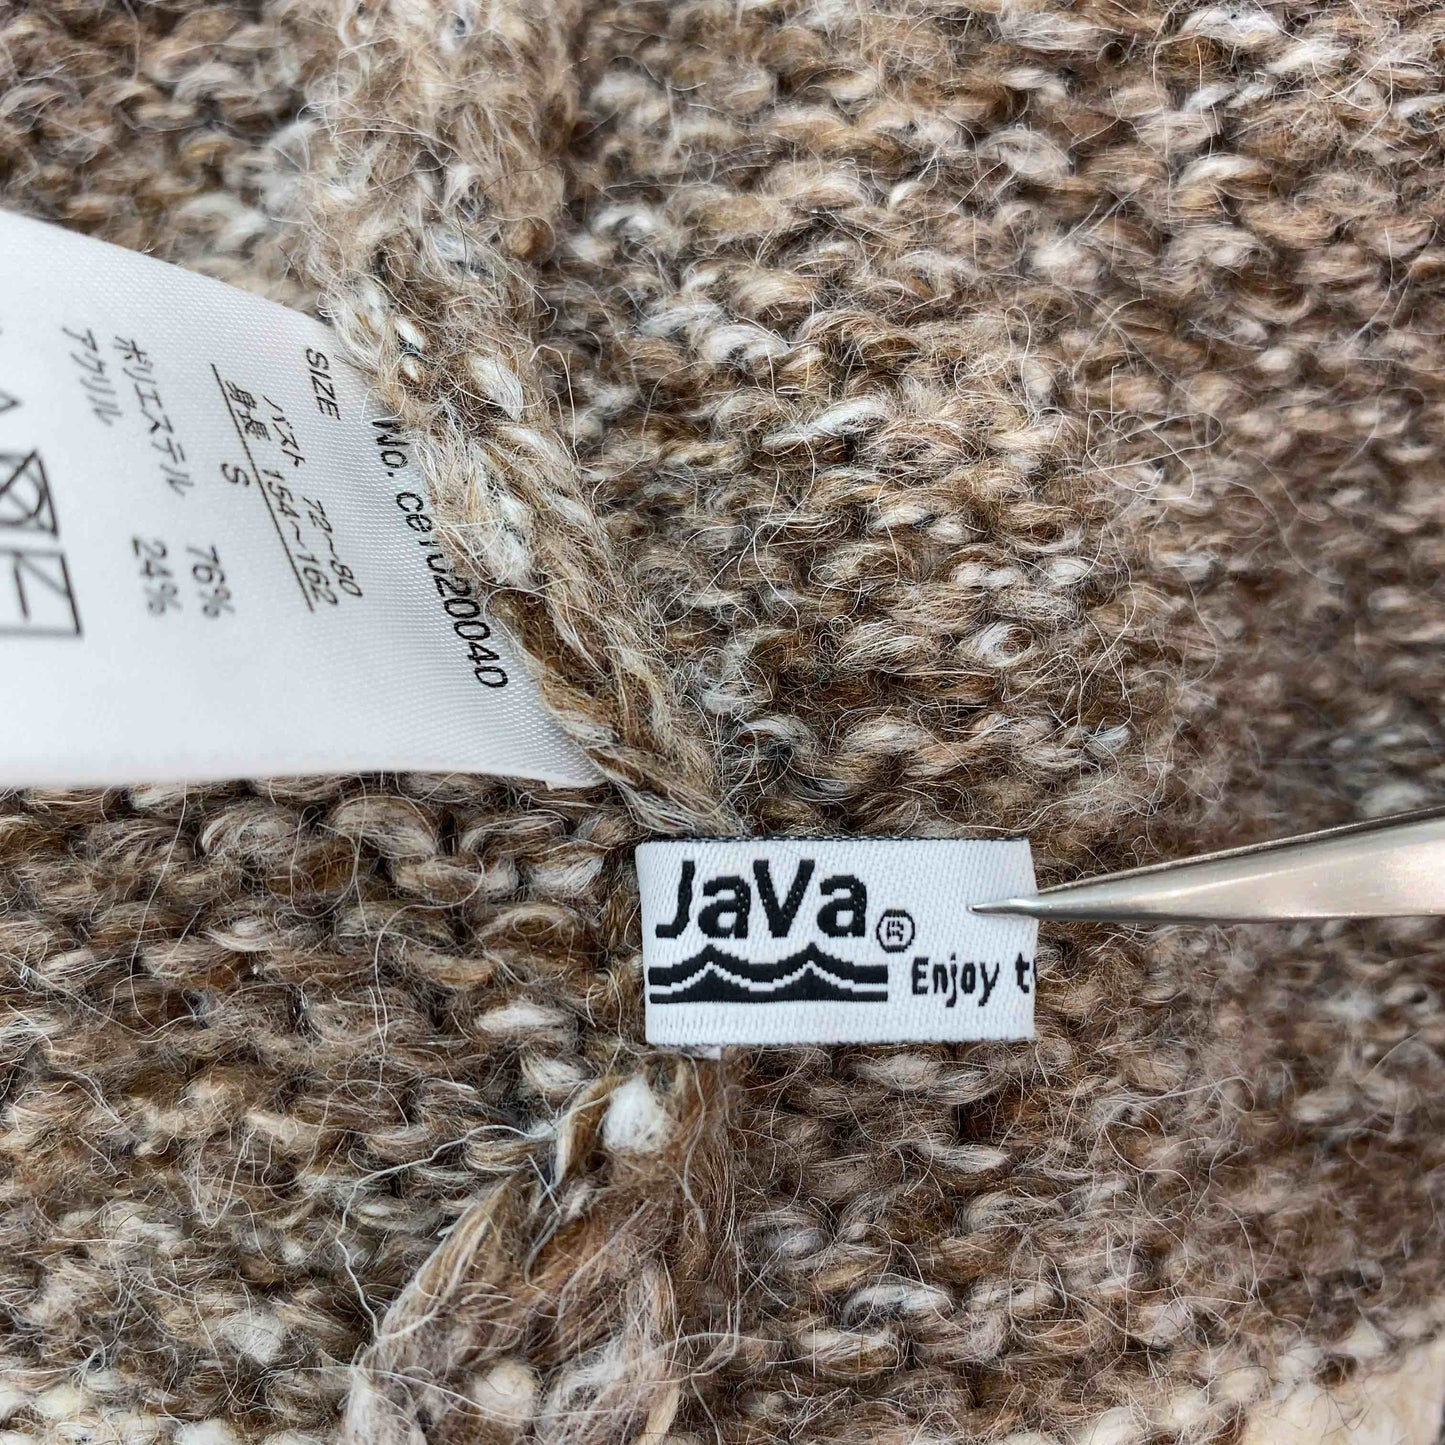 No. ce1020040
SIZE
バスト 72~80
身長 154~162
S
ポリエステル 76%
アクリル 24%
JaVa®
Enjoy t